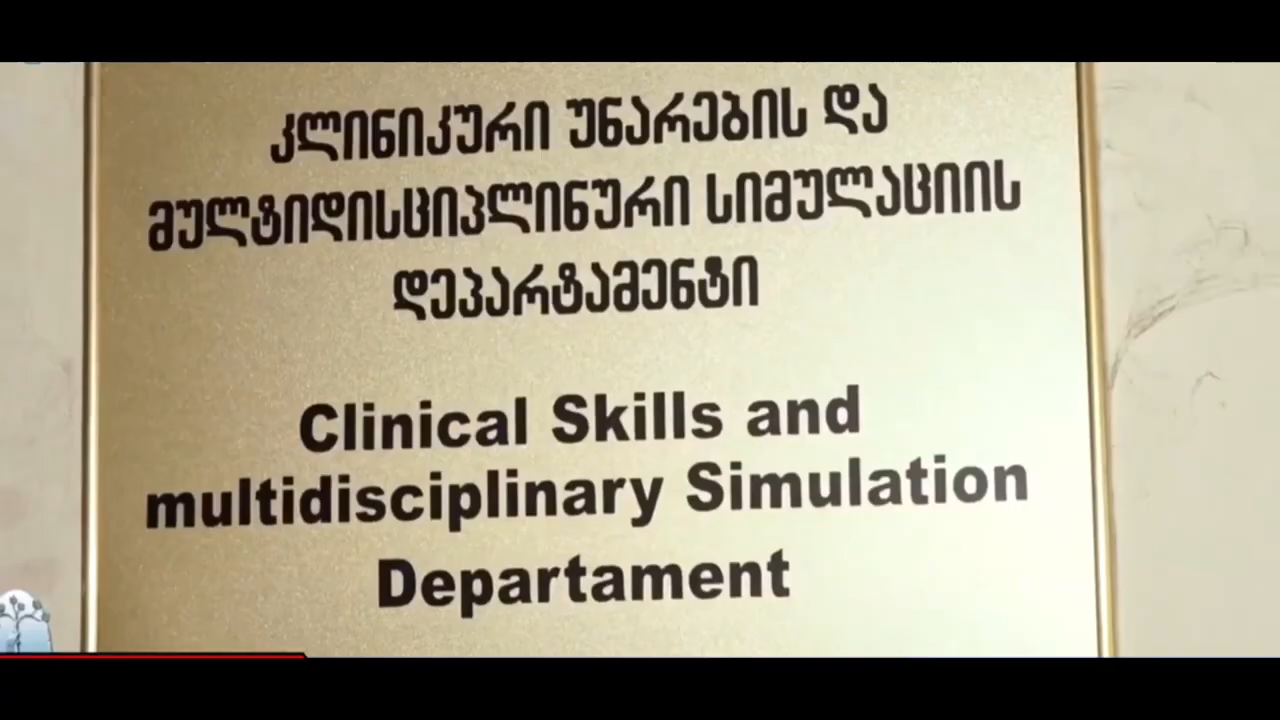 კლინიკური უნარების და
მულტიდისციპლინური სიმულაციის
დეპარტამენტი
Clinical Skills and
multidisciplinary Simulation
Departament